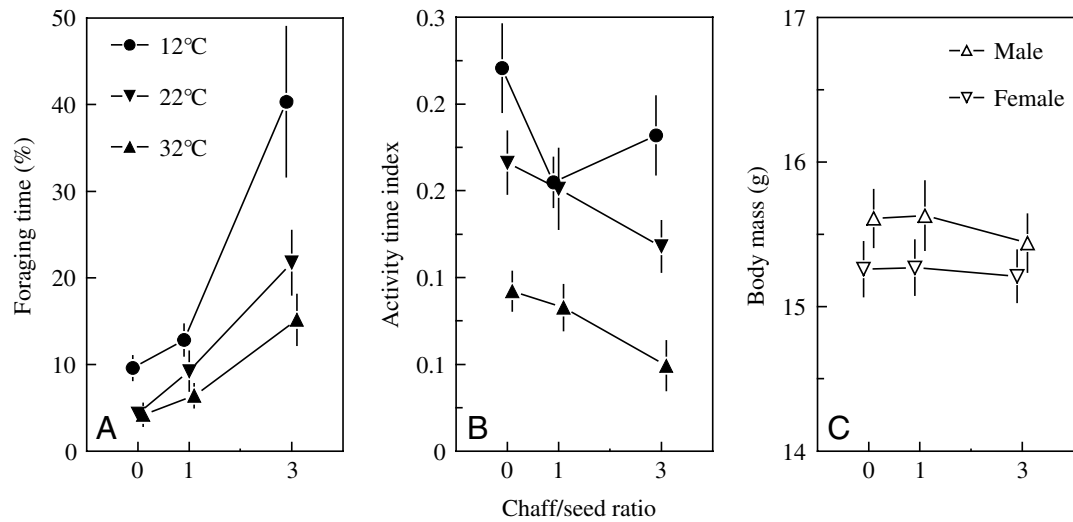 50
40
30
20
10
0
Foraging time (%)
12°C
22°C
32°C
A
0 1 3
0.3
0.2
0.2
0.1
0.1
0
Activity time index
B
0 1 3
Chaff/seed ratio
17
16
15
14
Body mass (g)
Male
Female
C
0 1 3